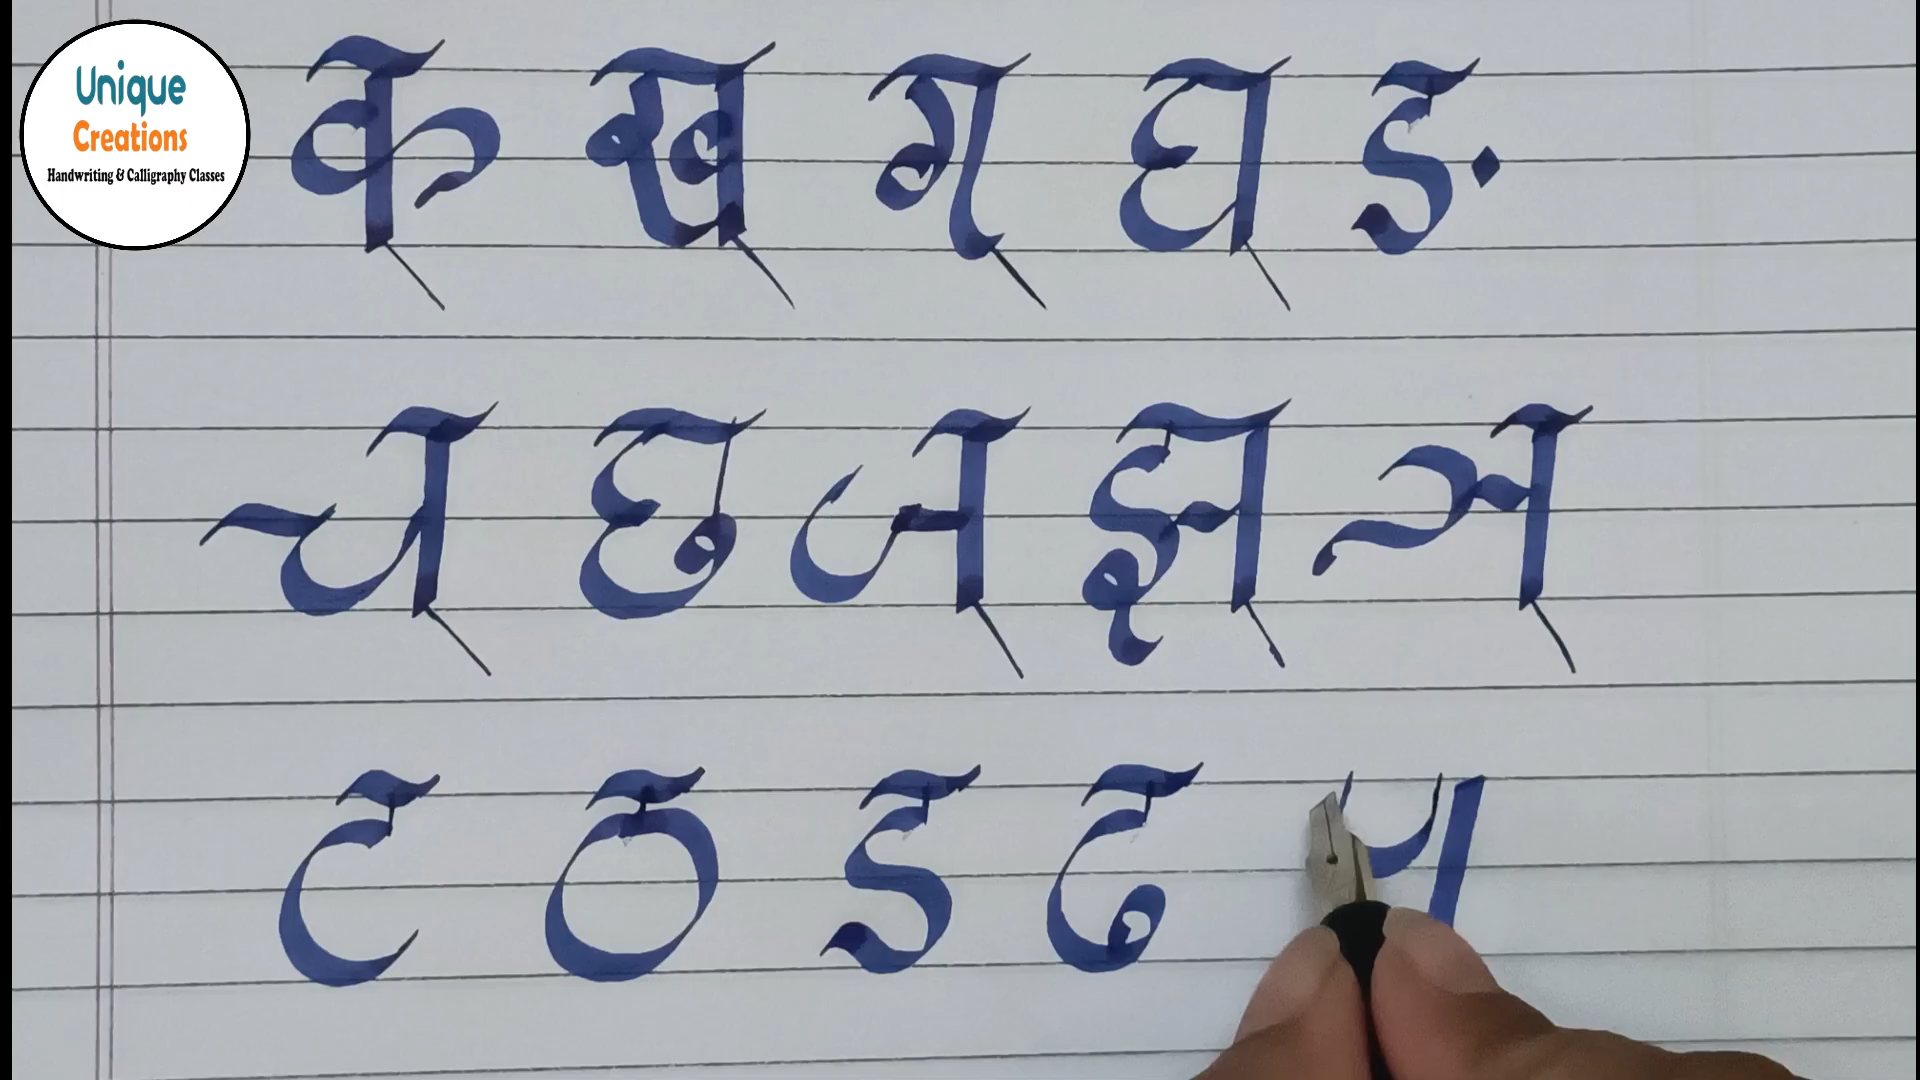 Unique
Creations
Handwriting & Calligraphy Classes
क ख ग घ ङ
च छ ज झ ञ
ट ठ ड ढ